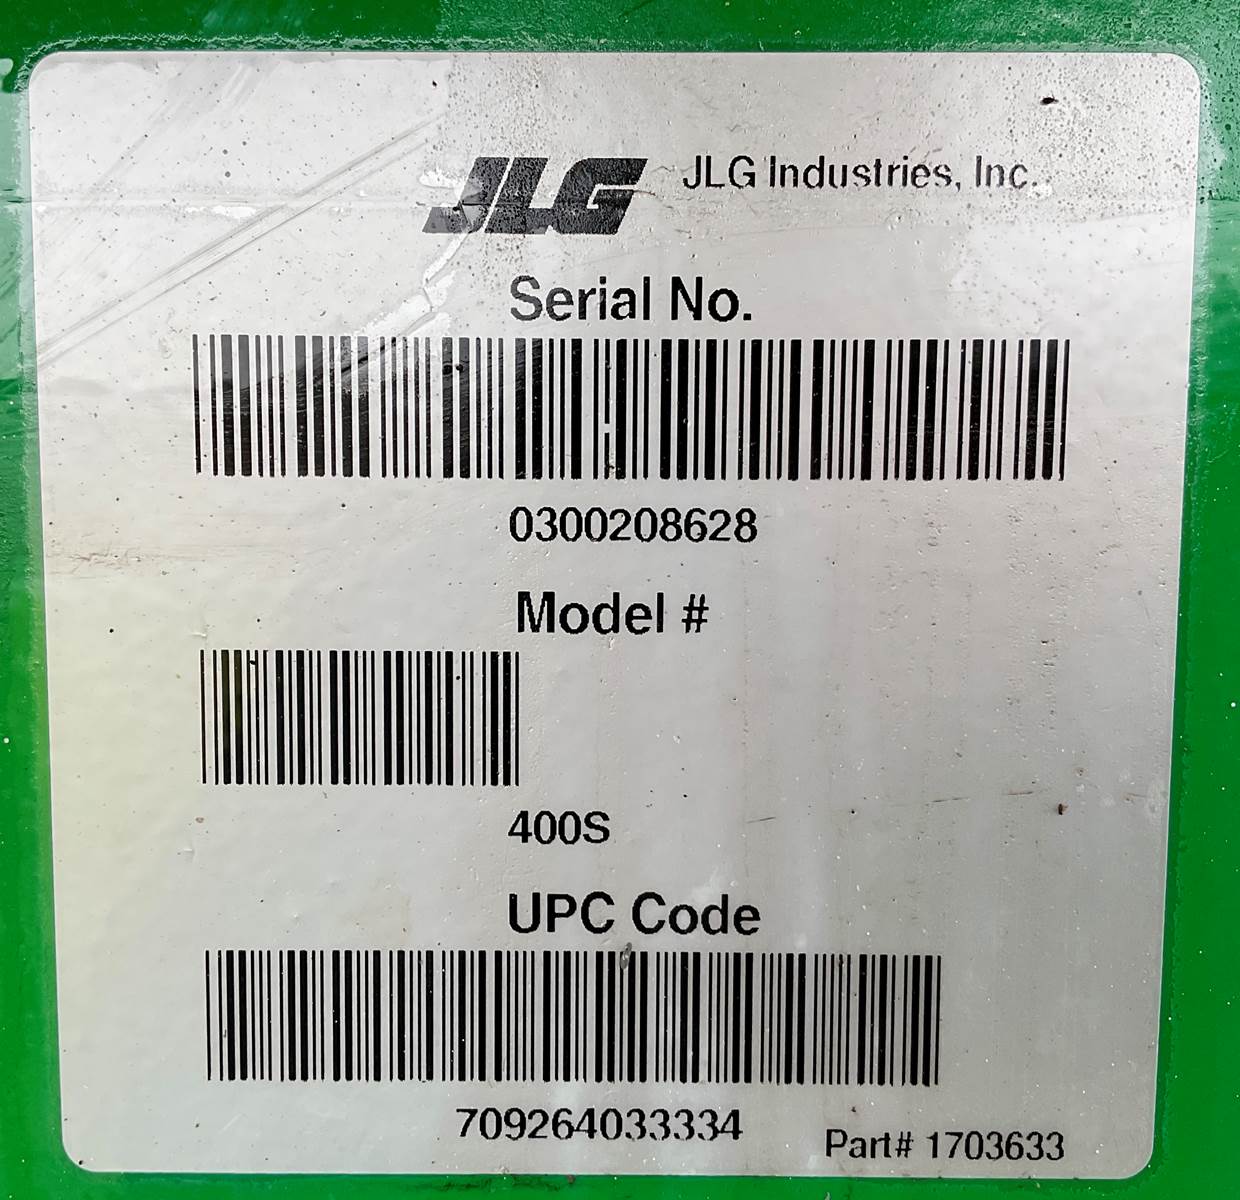 JLG JLG Industries, Inc.
Serial No.
0300208628
Model #
400S
UPC Code
709264033334
Part# 1703633